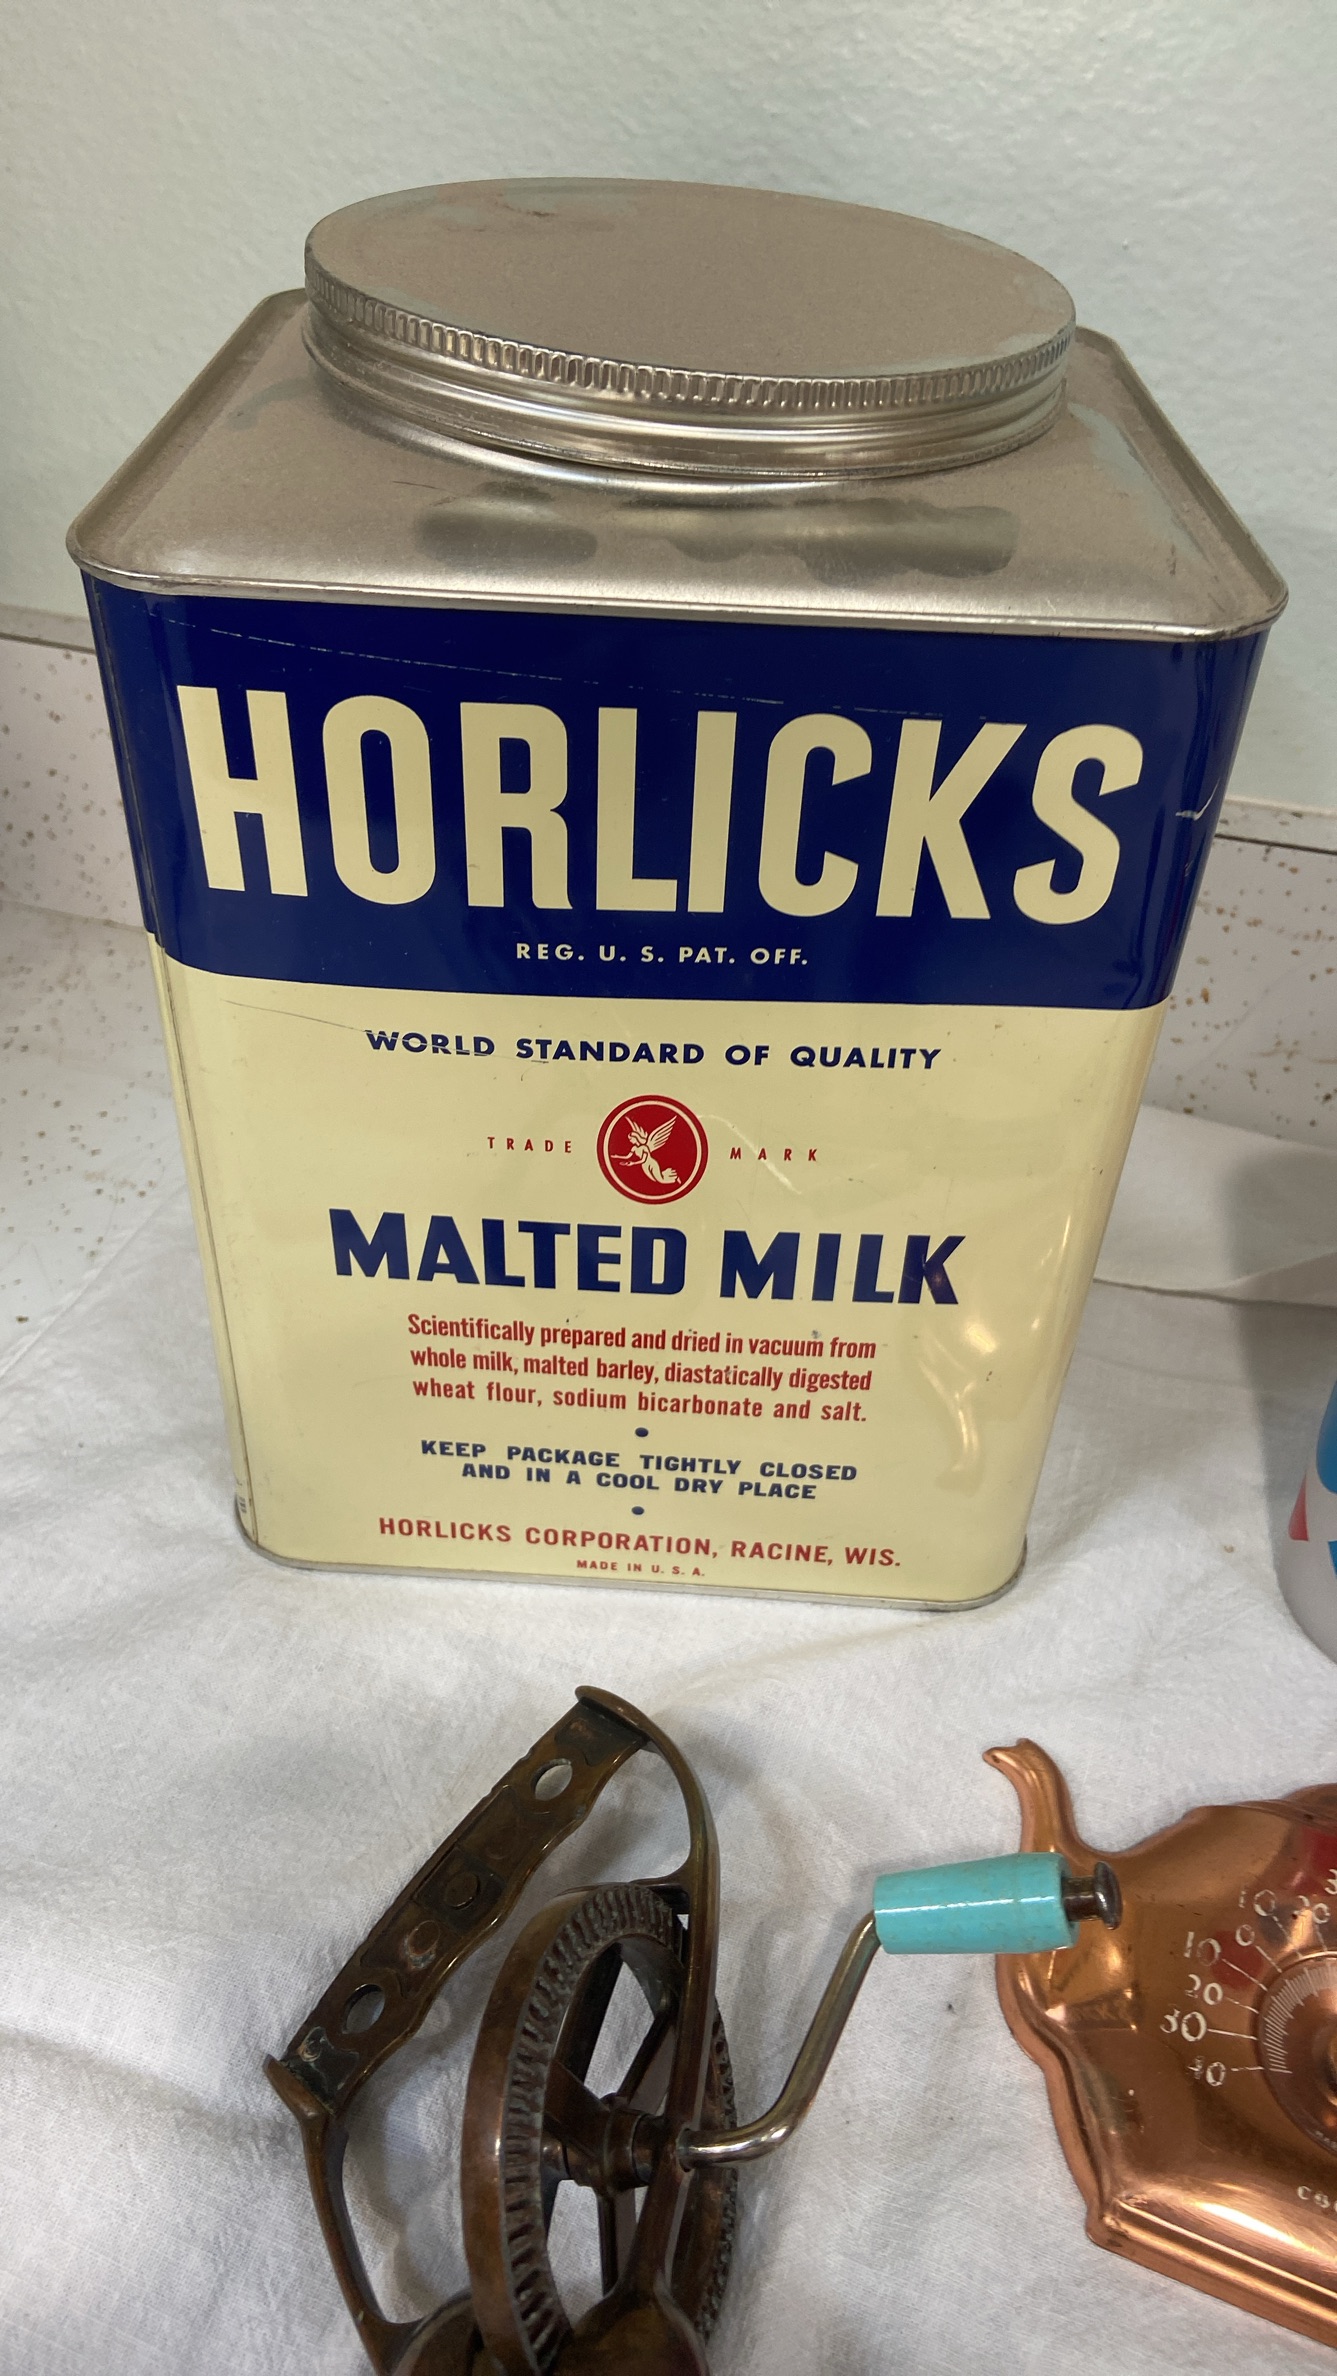 HORLICKS
REG. U. S. PAT. OFF.
WORLD STANDARD OF QUALITY
TRADE MARK
MALTED MILK
Scientifically prepared and dried in vacuum from
whole milk, malted barley, diastatically digested
wheat flour, sodium bicarbonate and salt.
KEEP PACKAGE TIGHTLY CLOSED
AND IN A COOL DRY PLACE
HORLICKS CORPORATION, RACINE, WIS.
MADE IN U. S. A.
10
0
10
20
30
40